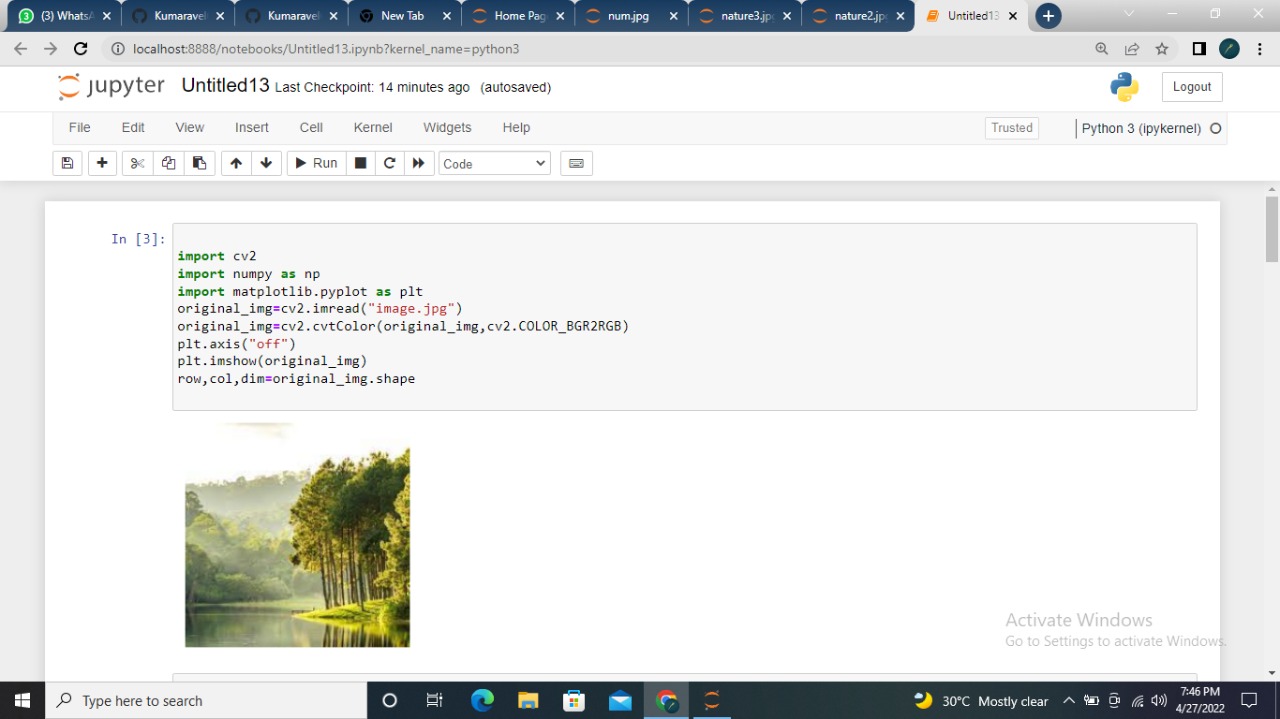 (3) WhatsA
Kumaravel
Kumaravel
New Tab
Home Pag
num.jpg
nature3.jp
nature2.jp
Untitled13
localhost:8888/notebooks/Untitled13.ipynb?kernel_name=python3
jupyter Untitled13 Last Checkpoint: 14 minutes ago (autosaved)
Logout
File Edit View Insert Cell Kernel Widgets Help
Trusted
Python 3 (ipykernel)
Run
Code
In [3]:
import cv2
import numpy as np
import matplotlib.pyplot as plt
original_img=cv2.imread("image.jpg")
original_img=cv2.cvtColor(original_img,cv2.COLOR_BGR2RGB)
plt.axis("off")
plt.imshow(original_img)
row,col,dim=original_img.shape
Activate Windows
Go to Settings to activate Windows.
Type here to search
30°C Mostly clear
7:46 PM
4/27/2022